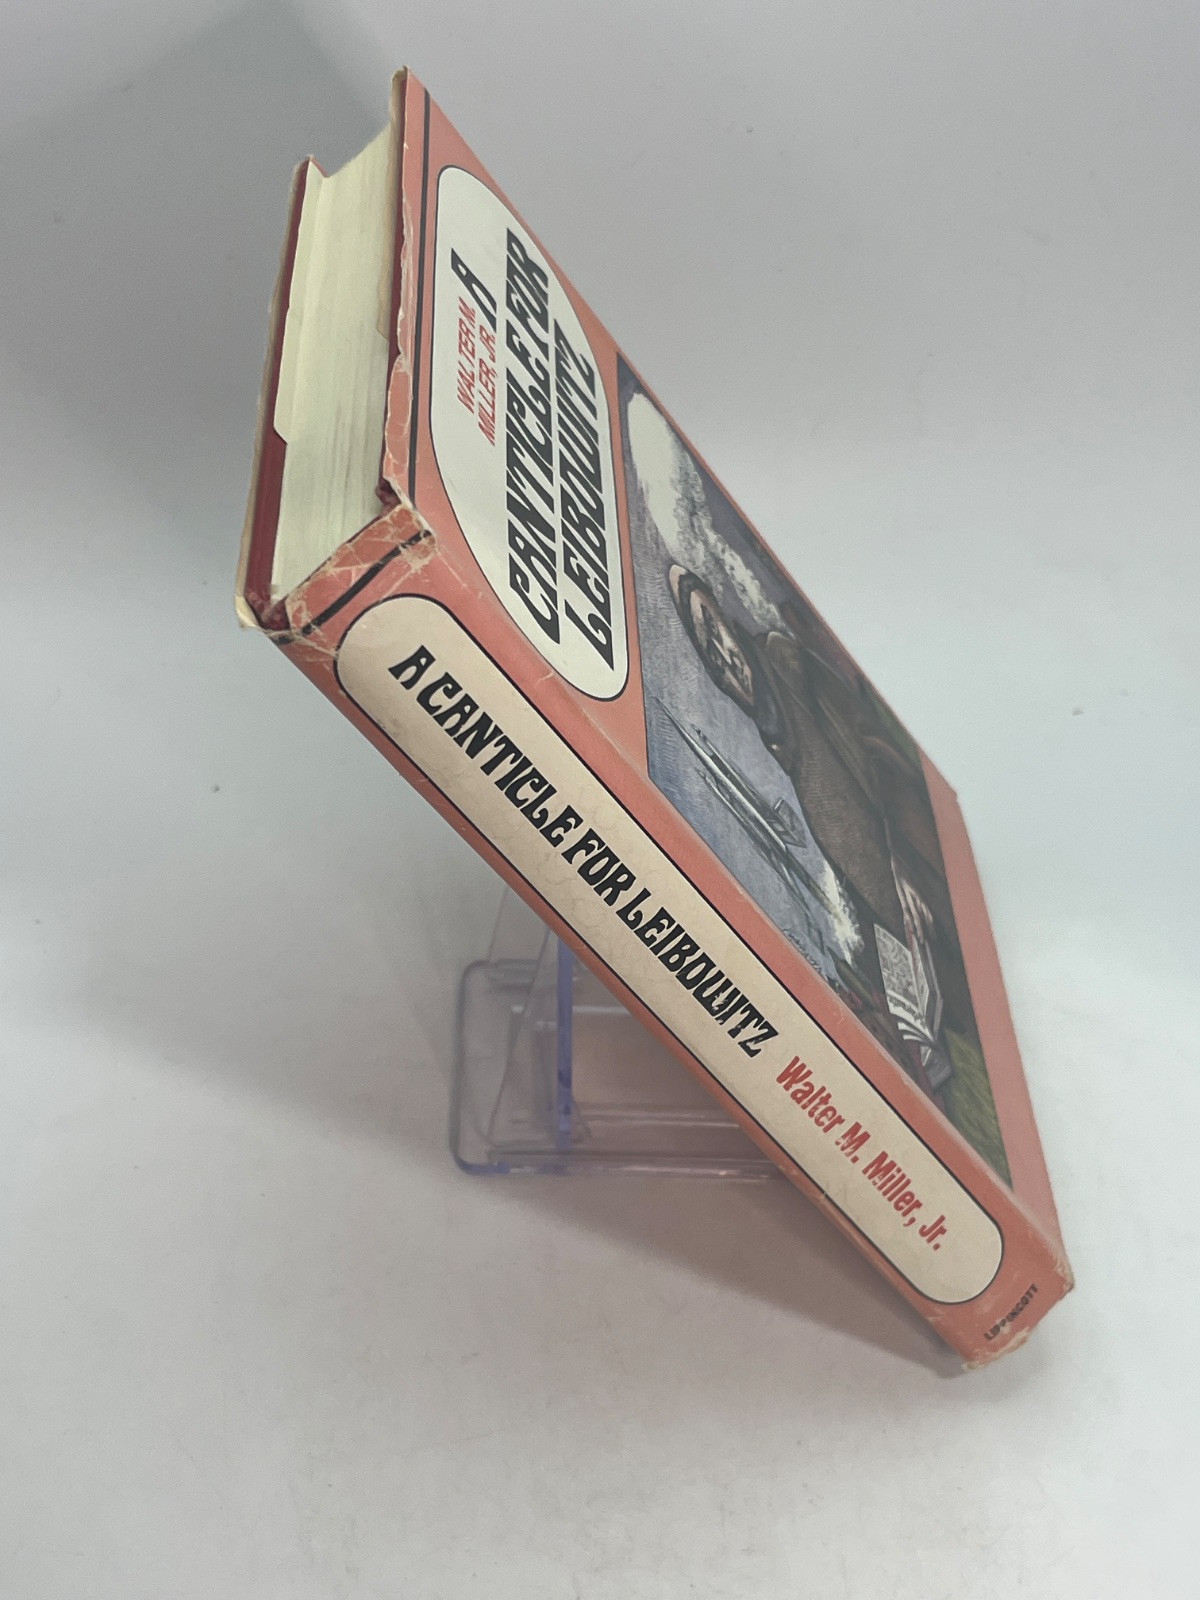 WALTER M.
MILLER, JR.
A
CANTICLE FOR
LEIBOWITZ
A CANTICLE FOR LEIBOWITZ Walter M. Miller, Jr.
LIPPINCOTT